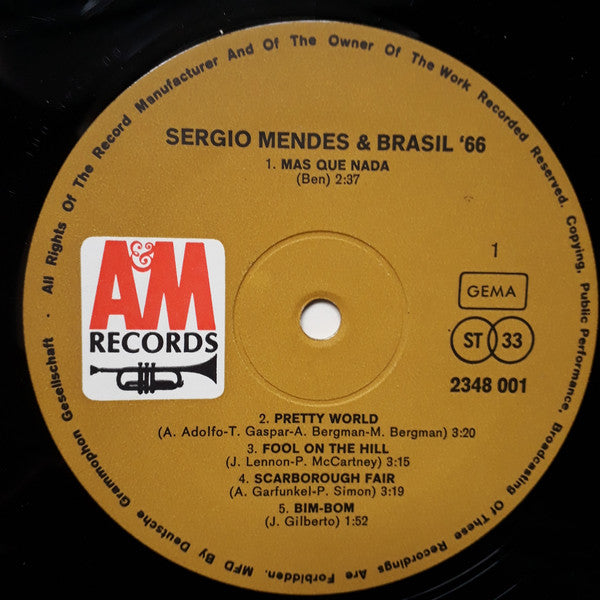 All Rights Of The Record Manufacturer And Of The Owner Of The Work Recorded Reserved. Copying, Public Performance, Broadcasting Of These Recordings Are Forbidden. MFD By Deutsche Grammophon Gesellschaft ·
SERGIO MENDES & BRASIL '66
1. MAS QUE NADA
(Ben) 2:37
A&M
RECORDS
1
GEMA
ST 33
2348 001
2. PRETTY WORLD
(A. Adolfo-T. Gaspar-A. Bergman-M. Bergman) 3:20
3. FOOL ON THE HILL
(J. Lennon-P. McCartney) 3:15
4. SCARBOROUGH FAIR
(A. Garfunkel-P. Simon) 3:19
5. BIM-BOM
(J. Gilberto) 1:52